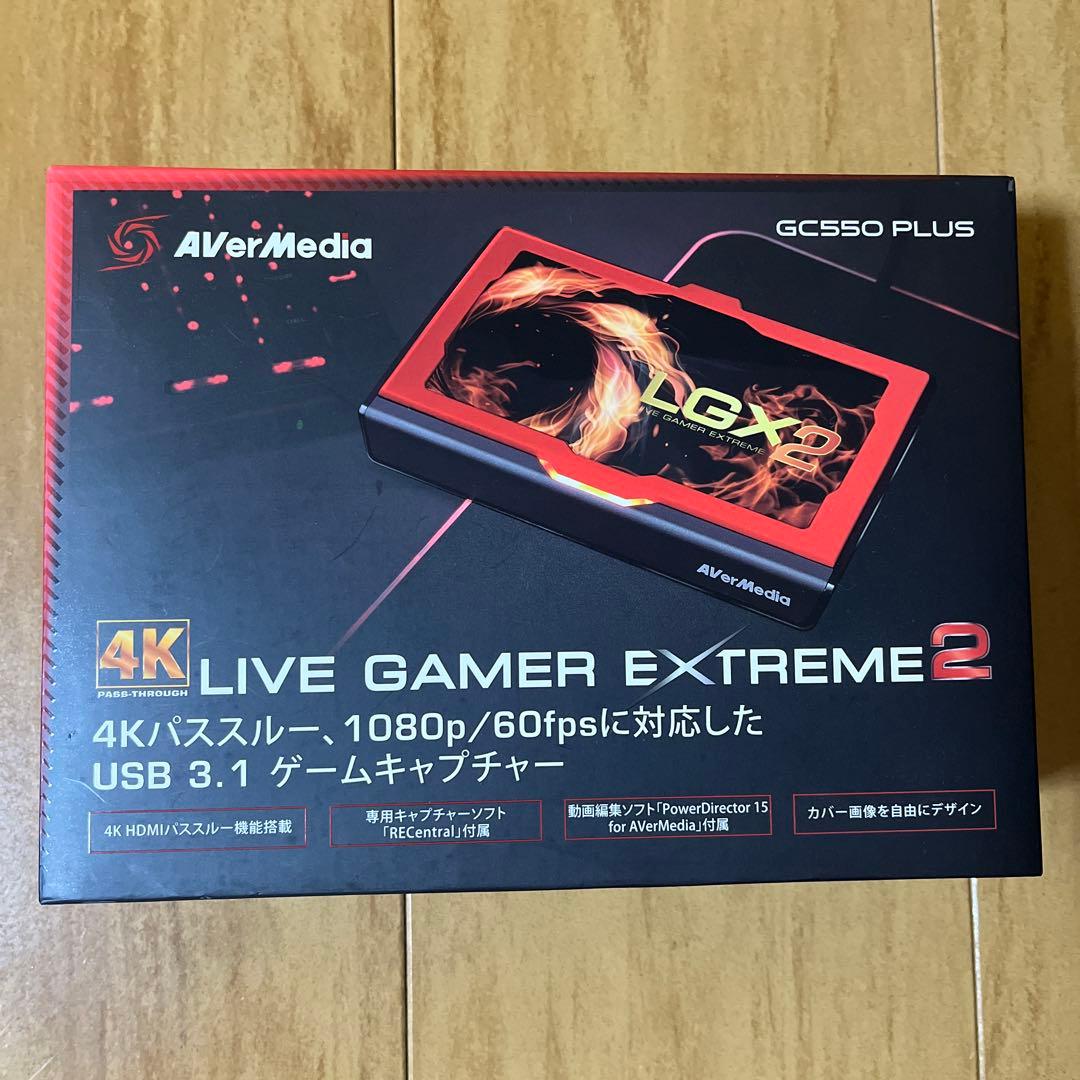 AVerMedia
GC550 PLUS
LGX2
LIVE GAMER EXTREME
AVerMedia
4K
PASS-THROUGH
LIVE GAMER EXTREME2
4Kパススルー、1080p/60fpsに対応した
USB 3.1 ゲームキャプチャー
4K HDMIパススルー機能搭載
専用キャプチャーソフト
「RECentral」付属
動画編集ソフト「PowerDirector 15
for AVerMedia」付属
カバー画像を自由にデザイン